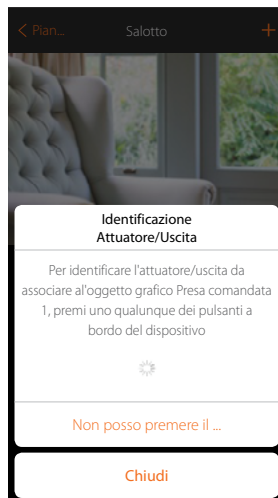 < Pian... Salotto +
Identificazione
Attuatore/Uscita
Per identificare l'attuatore/uscita da
associare al'oggetto grafico Presa comandata
1, premi uno qualunque dei pulsanti a
bordo del dispositivo
Non posso premere il ...
Chiudi